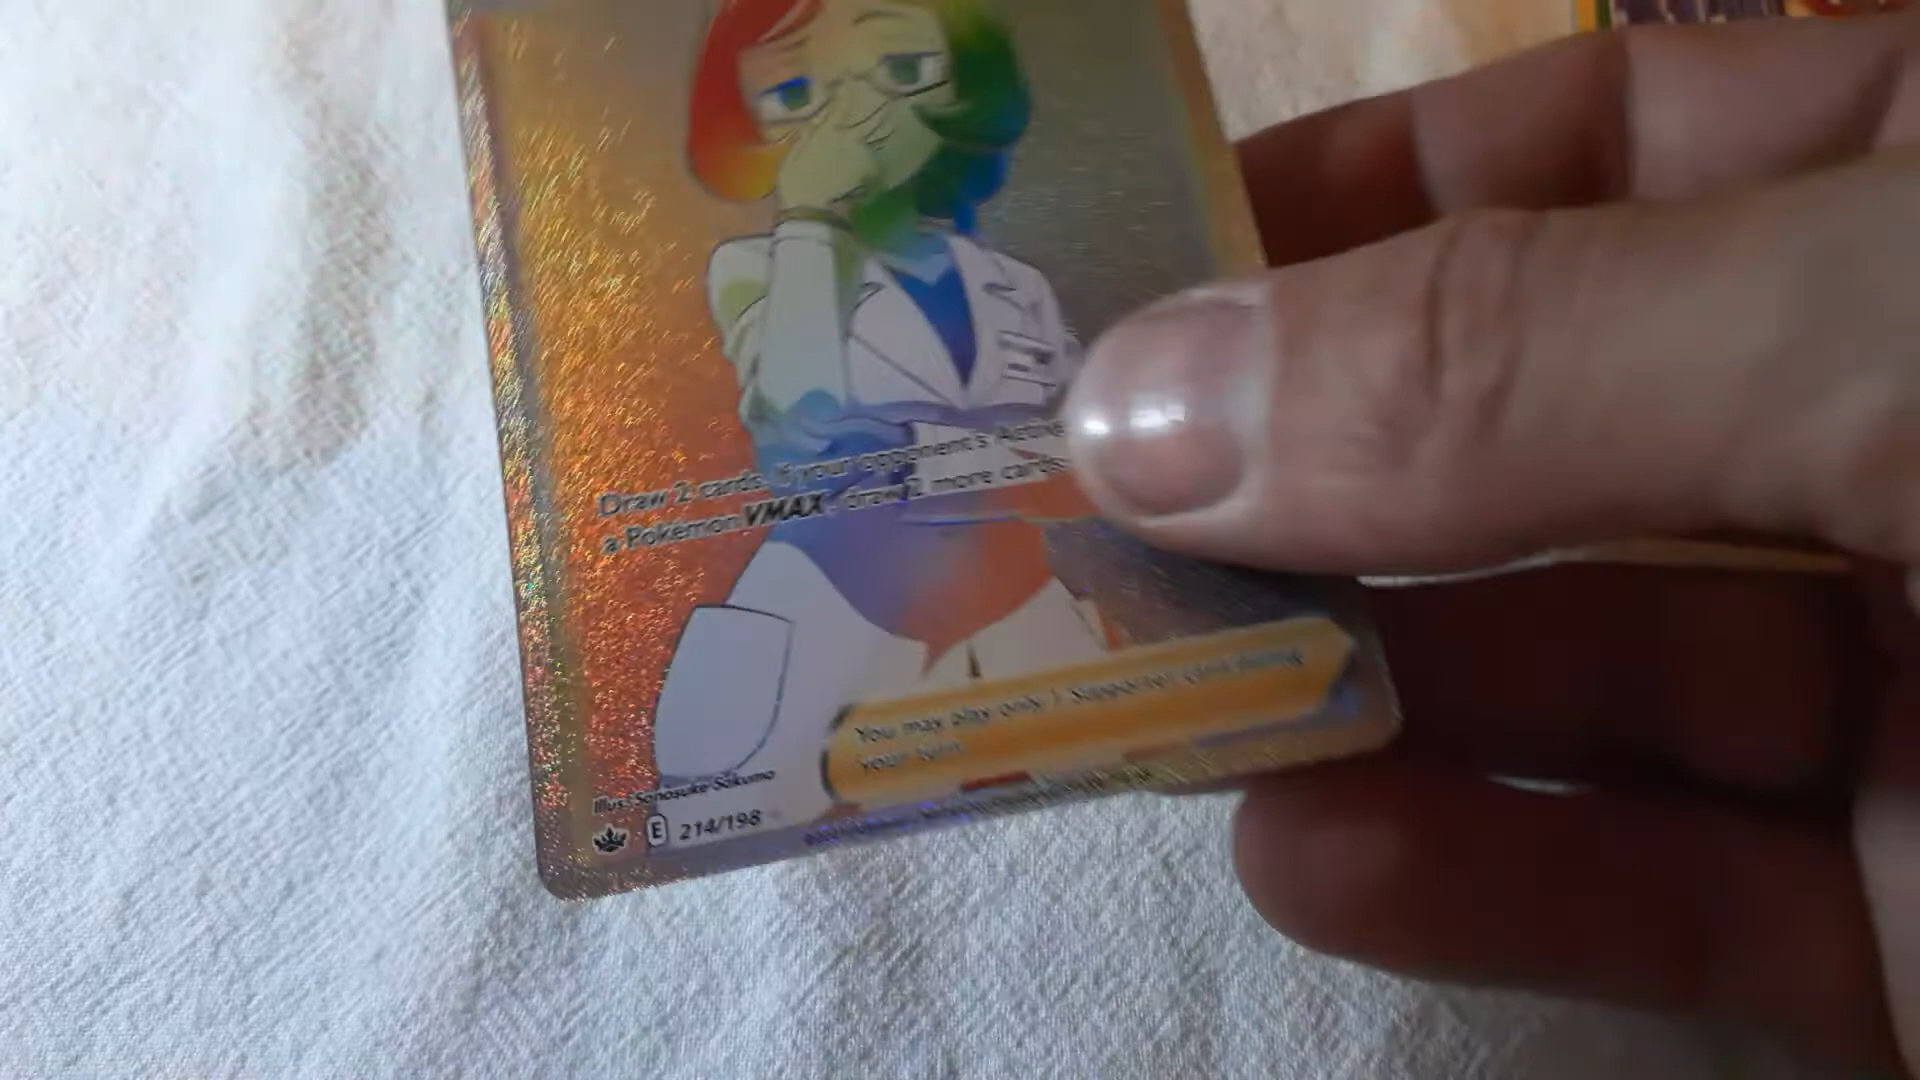 Draw 2 cards. If your opponent's Active
a Pokémon VMAX, draw 2 more cards.
You may play only 1 Supporter card during
your turn.
Illus. Sanosuke Sakuma
E 214/198